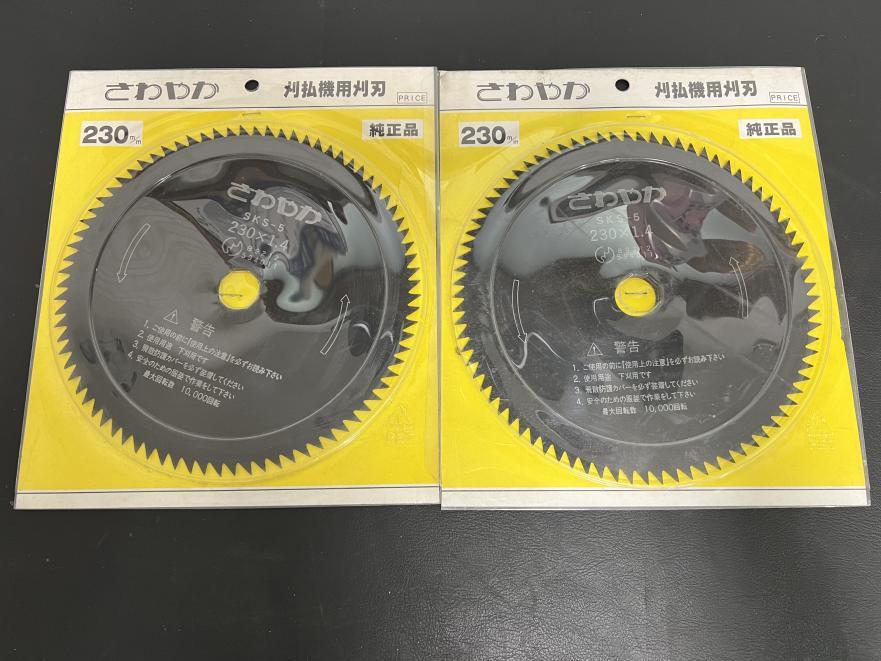 さわやか 刈払機用刈刃 PRICE
230m/m 純正品
さわやか
SKS-5
230×1.4
警告
1. ご使用の前に『使用上の注意』を必ずお読み下さい
2. 使用用途 下刈用です
3. 飛散防護カバーを必ず装着してください
4. 安全のための服装で作業をして下さい
最大回転数 10,000回転
さわやか 刈払機用刈刃 PRICE
230m/m 純正品
さわやか
SKS-5
230×1.4
警告
1. ご使用の前に『使用上の注意』を必ずお読み下さい
2. 使用用途 下刈用です
3. 飛散防護カバーを必ず装着してください
4. 安全のための服装で作業をして下さい
最大回転数 10,000回転